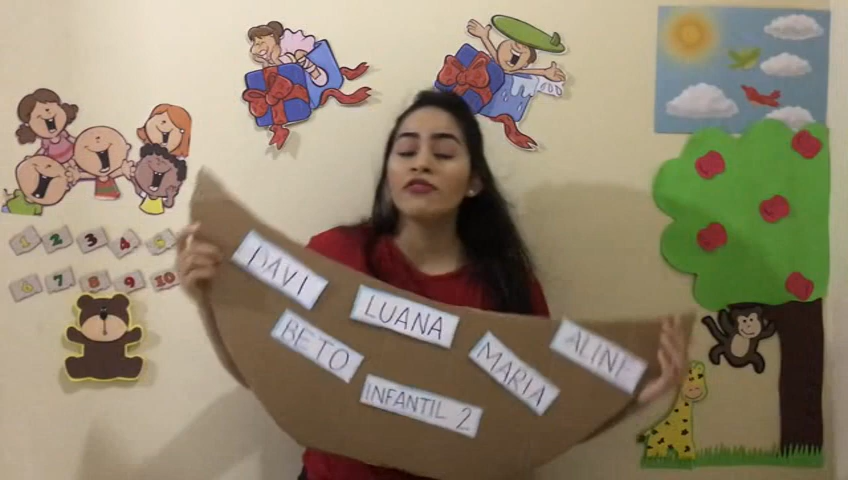 1 2 3 4 5
6 7 8 9 10
DAVI
LUANA
ALINE
BETO
MARIA
INFANTIL 2